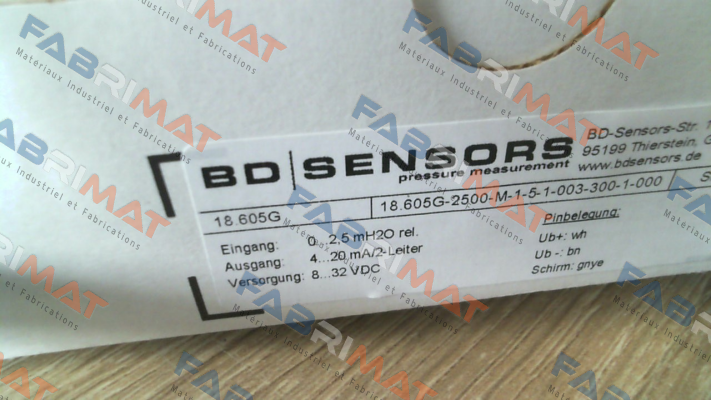 BD|SENSORS
pressure measurement
BD-Sensors-Str.
95199 Thierstein,
www.bdsensors.de
18.605G
18.605G-2500-M-1-5-1-003-300-1-000
Eingang: 0...2,5 mH2O rel.
Ausgang: 4...20 mA/2-Leiter
Versorgung: 8...32 VDC
Pinbelegung:
Ub+: wh
Ub -: bn
Schirm: gnye
FABRIMAT
Materiaux Industriel et Fabrications